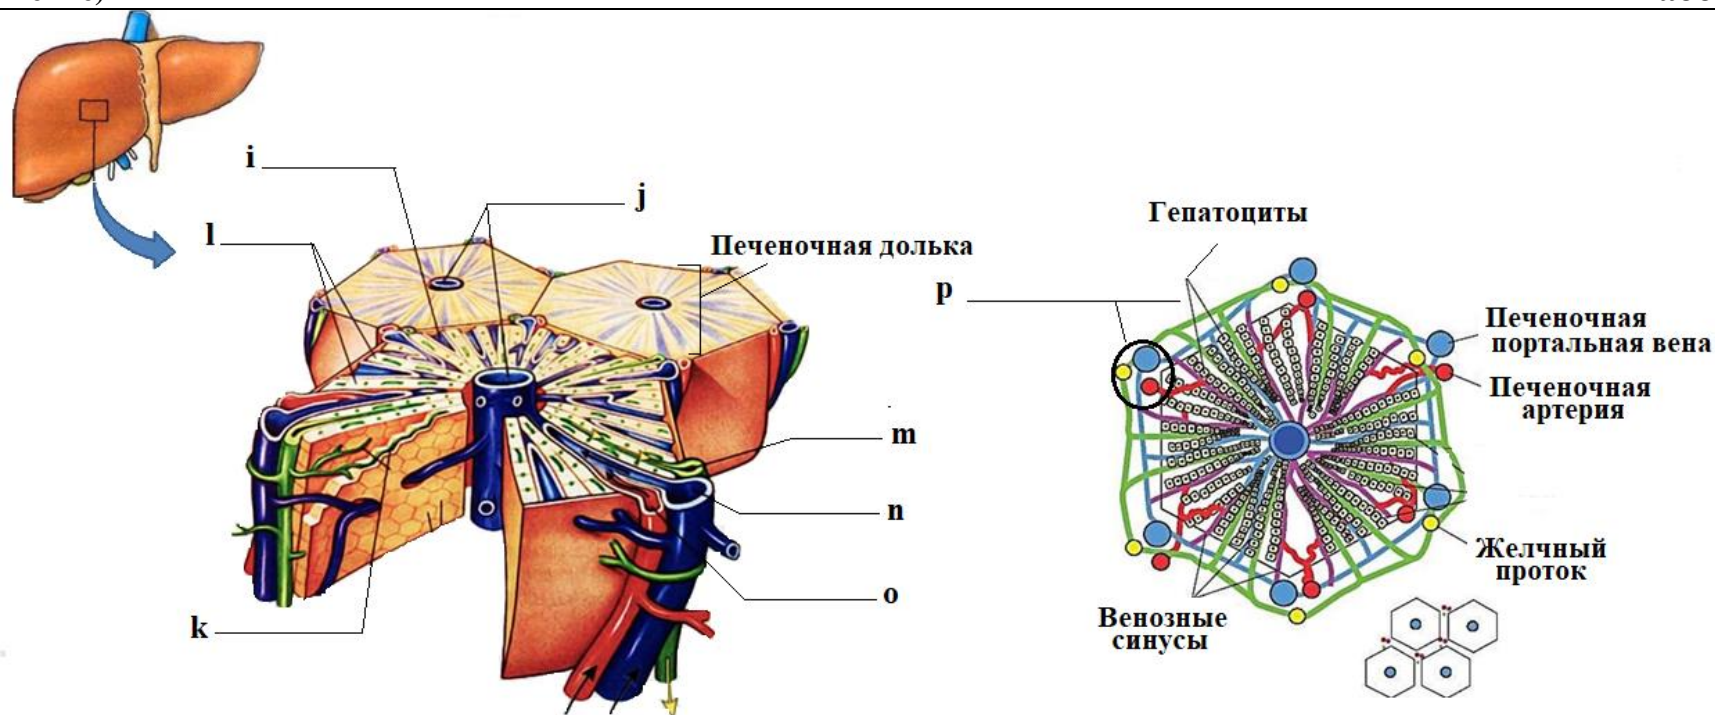 i
j
l
Печеночная долька
k
m
n
o
Гепатоциты
p
Печеночная
портальная вена
Печеночная
артерия
Желчный
проток
Венозные
синусы